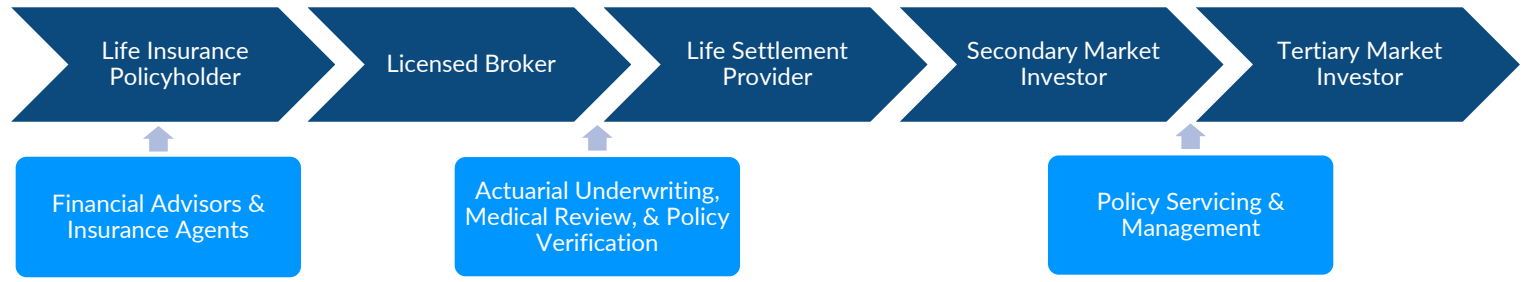 Life Insurance
Policyholder
Licensed Broker
Life Settlement
Provider
Secondary Market
Investor
Tertiary Market
Investor
Financial Advisors &
Insurance Agents
Actuarial Underwriting,
Medical Review, & Policy
Verification
Policy Servicing &
Management